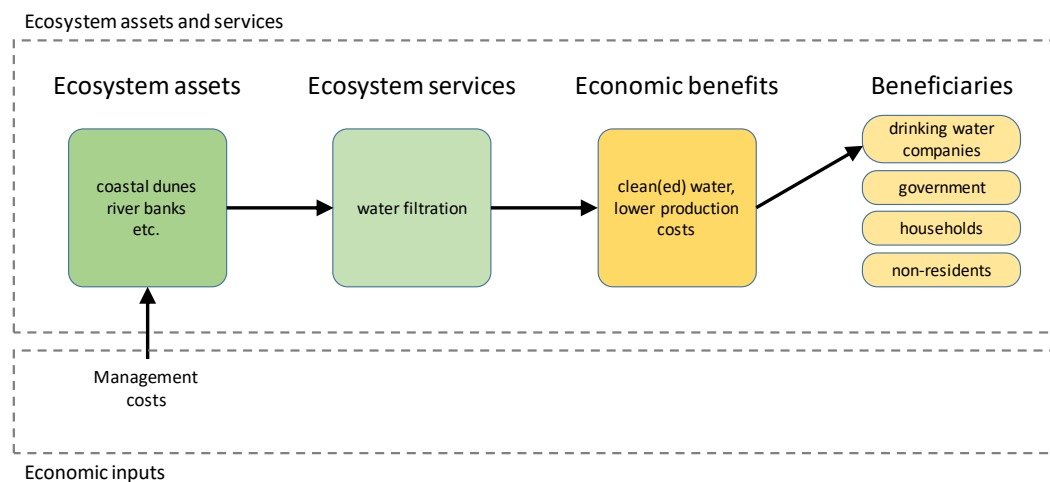 Ecosystem assets and services
Ecosystem assets
Ecosystem services
Economic benefits
Beneficiaries
coastal dunes
river banks
etc.
water filtration
clean(ed) water,
lower production
costs
drinking water
companies
government
households
non-residents
Management
costs
Economic inputs